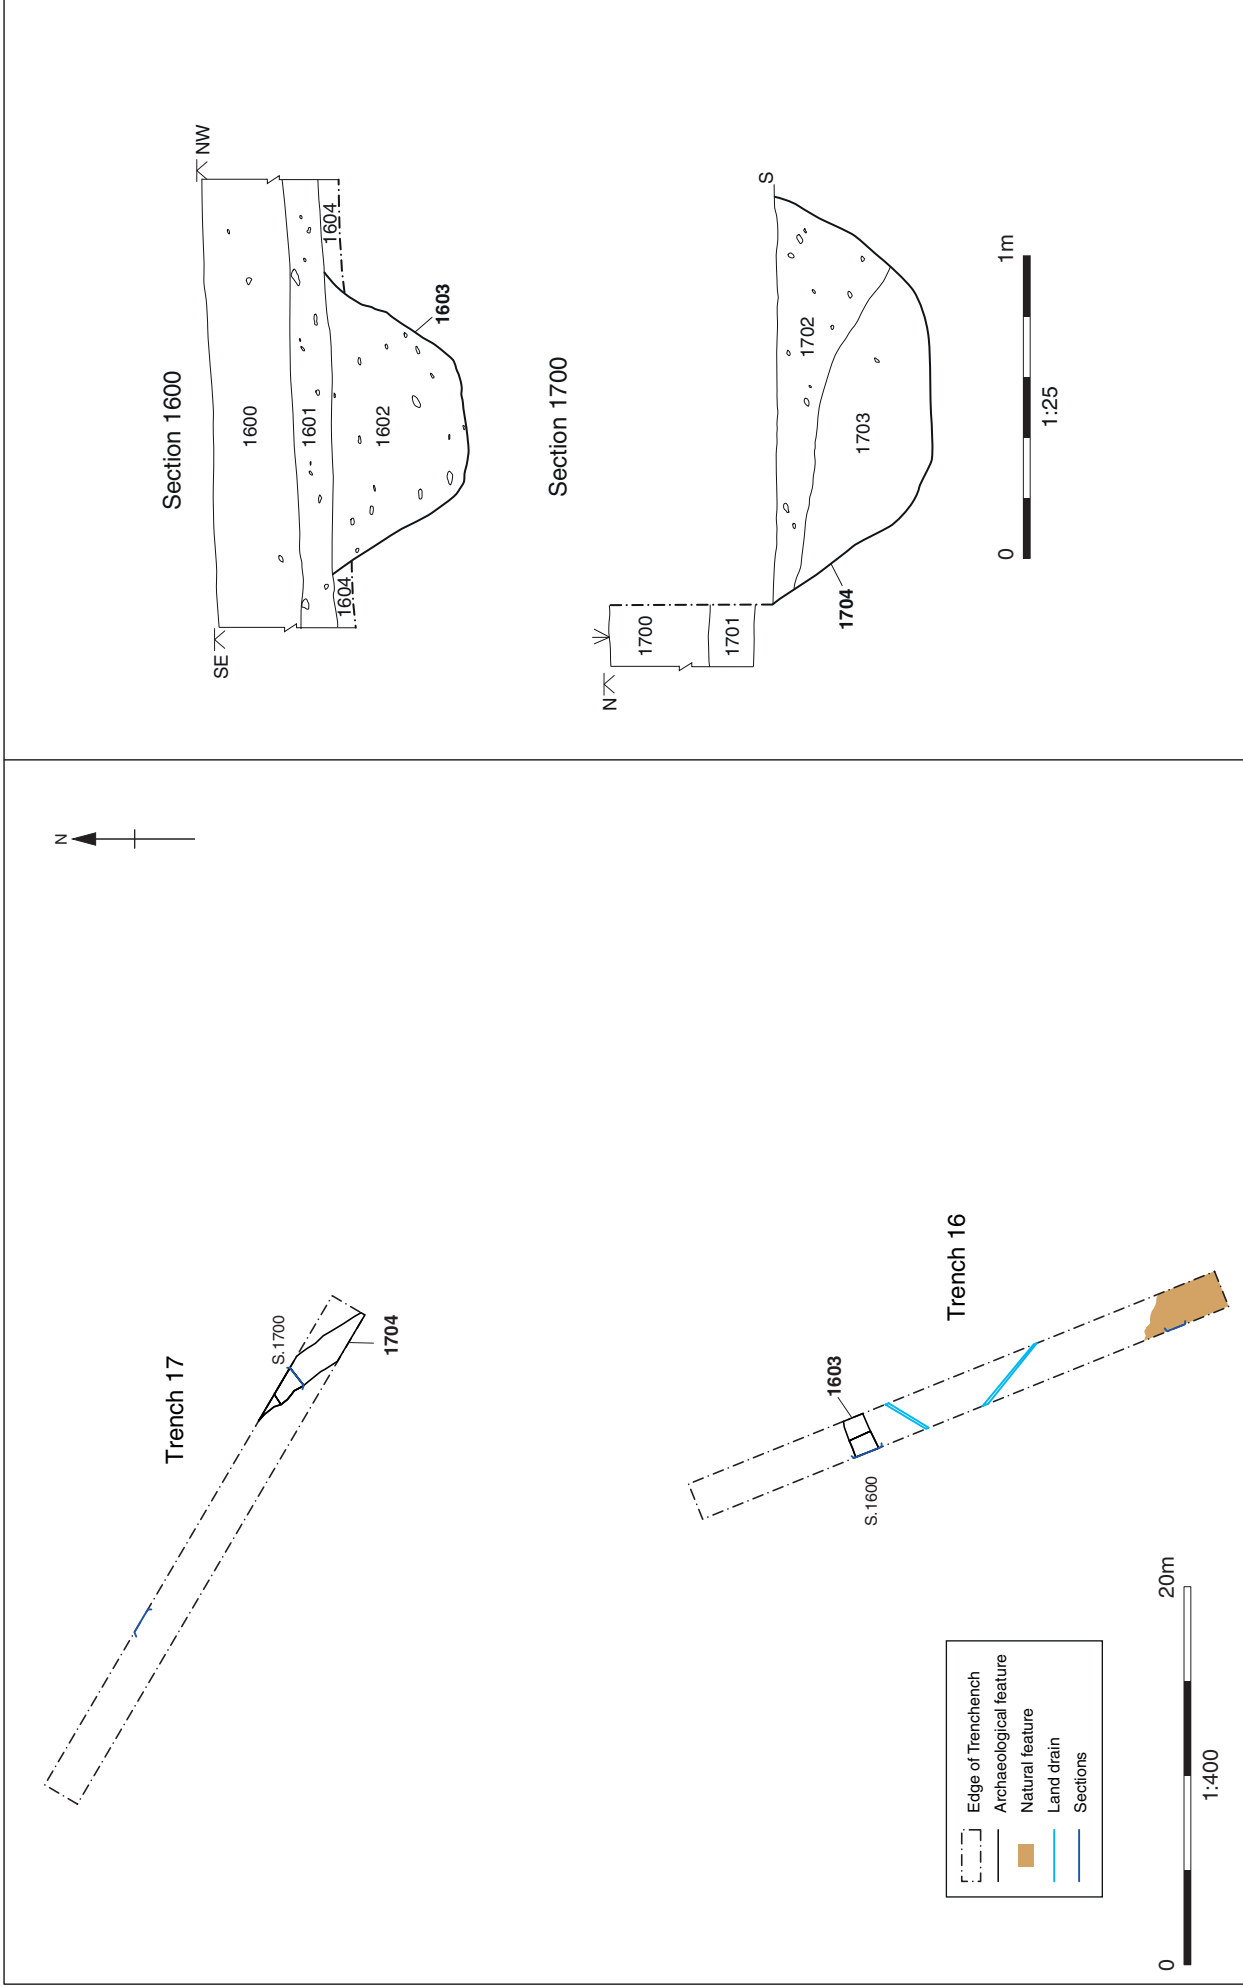 N
Trench 17
S.1700
1704
Trench 16
1603
S.1600
Edge of Trenchench
Archaeological feature
Natural feature
Land drain
Sections
0
20m
1:400
Section 1600
SE
NW
1600
1601
1604
1604
1602
1603
Section 1700
N
S
1700
1701
1702
1703
1704
0
1m
1:25